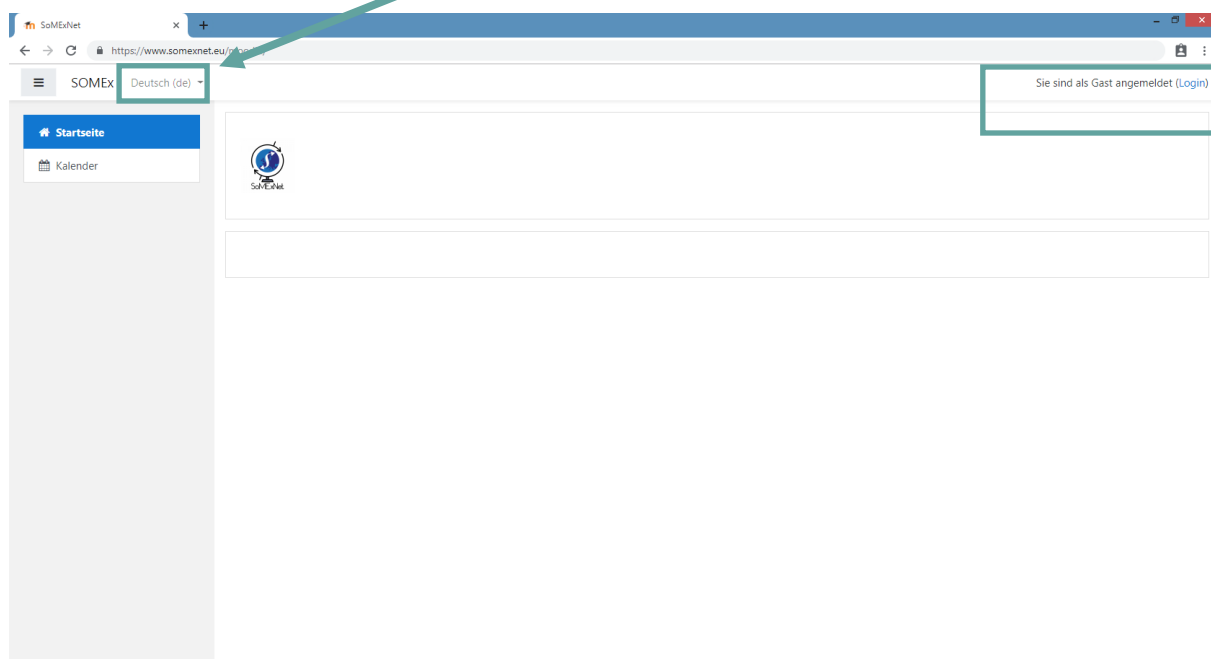 SoMExNet
https://www.somexnet.eu/
SOMEx Deutsch (de)
Sie sind als Gast angemeldet (Login)
Startseite
Kalender
SoMExNet